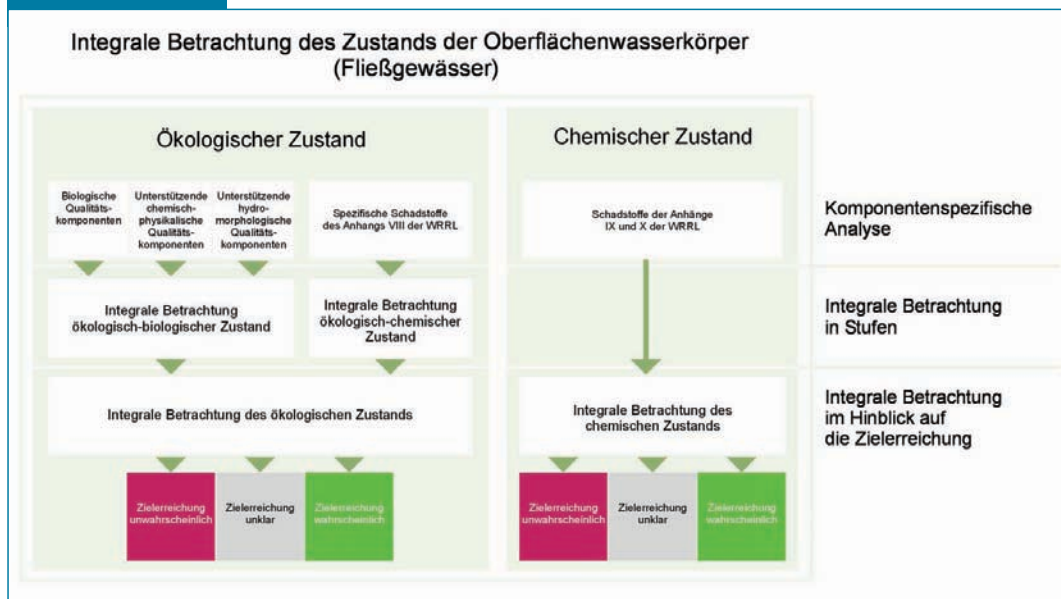 Integrale Betrachtung des Zustands der Oberflächenwasserkörper
(Fließgewässer)
Ökologischer Zustand
Biologische
Qualitäts-
komponenten
Unterstützende
chemisch-
physikalische
Qualitäts-
komponenten
Unterstützende
hydro-
morphologische
Qualitäts-
komponenten
Spezifische Schadstoffe
des Anhangs VIII der WRRL
Chemischer Zustand
Schadstoffe der Anhänge
IX und X der WRRL
Komponentenspezifische
Analyse
Integrale Betrachtung
ökologisch-biologischer Zustand
Integrale Betrachtung
ökologisch-chemischer
Zustand
Integrale Betrachtung
in Stufen
Integrale Betrachtung des ökologischen Zustands
Integrale Betrachtung des
chemischen Zustands
Integrale Betrachtung
im Hinblick auf
die Zielerreichung
Zielerreichung
unwahrscheinlich
Zielerreichung
unklar
Zielerreichung
wahrscheinlich
Zielerreichung
unwahrscheinlich
Zielerreichung
unklar
Zielerreichung
wahrscheinlich